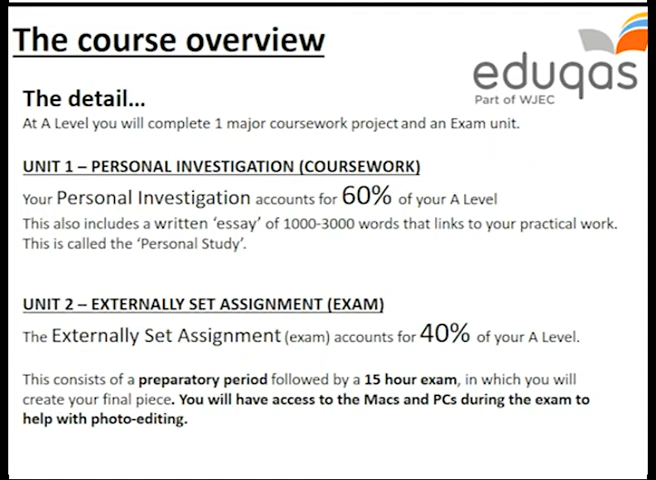 The course overview
eduqas
Part of WJEC
The detail...
At A Level you will complete 1 major coursework project and an Exam unit.
UNIT 1 – PERSONAL INVESTIGATION (COURSEWORK)
Your Personal Investigation accounts for 60% of your A Level
This also includes a written ‘essay’ of 1000-3000 words that links to your practical work.
This is called the ‘Personal Study’.
UNIT 2 – EXTERNALLY SET ASSIGNMENT (EXAM)
The Externally Set Assignment (exam) accounts for 40% of your A Level.
This consists of a preparatory period followed by a 15 hour exam, in which you will
create your final piece. You will have access to the Macs and PCs during the exam to
help with photo-editing.